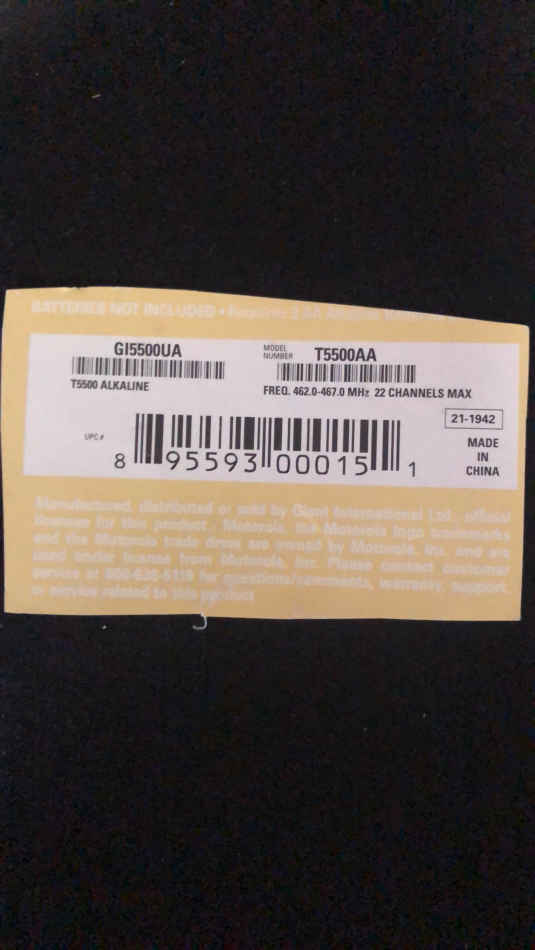 BATTERIES NOT INCLUDED • Requires 3 AA Alkaline
GI5500UA
T5500 ALKALINE
MODEL
NUMBER T5500AA
FREQ. 462.0-467.0 MHz 22 CHANNELS MAX
21-1942
UPC#
8 95593 00015 1
MADE
IN
CHINA
Manufactured, distributed or sold by Giant International Ltd., official
licensee for this product. Motorola, the Motorola logo trademarks
and the Motorola trade dress are owned by Motorola, Inc. and are
used under license from Motorola, Inc. Please contact customer
service at for questions/comments, warranty, support,
or service related to this product